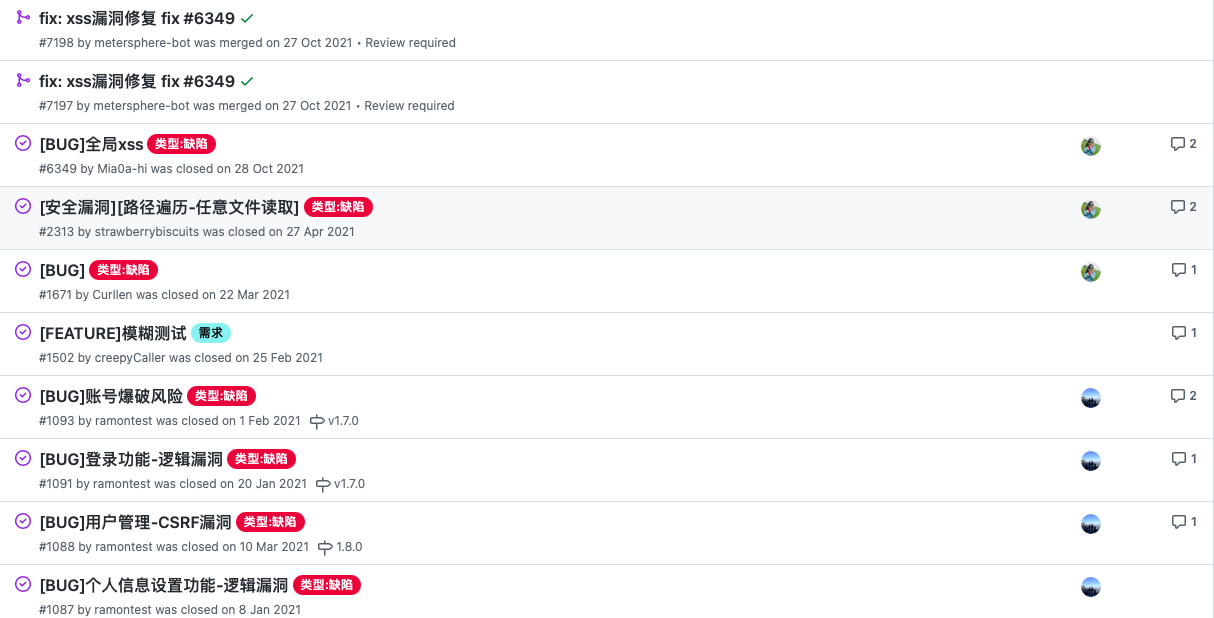 fix: xss漏洞修复 fix #6349
#7198 by metersphere-bot was merged on 27 Oct 2021 • Review required
fix: xss漏洞修复 fix #6349
#7197 by metersphere-bot was merged on 27 Oct 2021 • Review required
[BUG]全局xss 类型:缺陷 2
#6349 by Mia0a-hi was closed on 28 Oct 2021
[安全漏洞][路径遍历-任意文件读取] 类型:缺陷 2
#2313 by strawberrybiscuits was closed on 27 Apr 2021
[BUG] 类型:缺陷 1
#1671 by Curllen was closed on 22 Mar 2021
[FEATURE]模糊测试 需求 1
#1502 by creepyCaller was closed on 25 Feb 2021
[BUG]账号爆破风险 类型:缺陷 2
#1093 by ramontest was closed on 1 Feb 2021 v1.7.0
[BUG]登录功能-逻辑漏洞 类型:缺陷 1
#1091 by ramontest was closed on 20 Jan 2021 v1.7.0
[BUG]用户管理-CSRF漏洞 类型:缺陷 1
#1088 by ramontest was closed on 10 Mar 2021 1.8.0
[BUG]个人信息设置功能-逻辑漏洞 类型:缺陷
#1087 by ramontest was closed on 8 Jan 2021